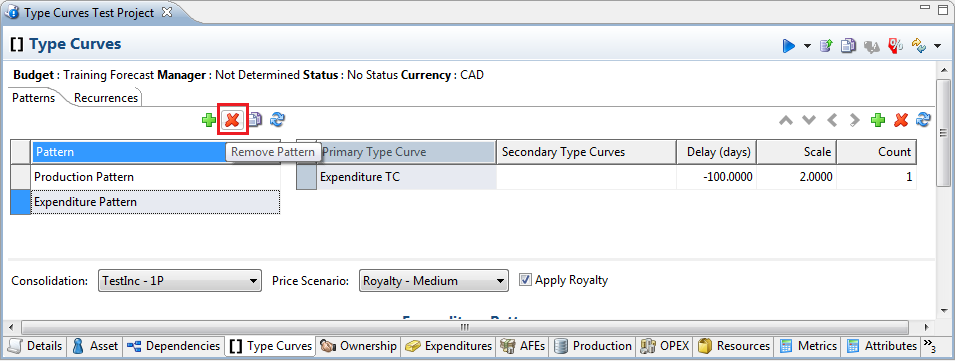 Type Curves Test Project
Type Curves
Budget : Training Forecast Manager : Not Determined Status : No Status Currency : CAD
Patterns Recurrences
Remove Pattern
Pattern
Production Pattern
Expenditure Pattern
Primary Type Curve Secondary Type Curves Delay (days) Scale Count
Expenditure TC -100.0000 2.0000 1
Consolidation: TestInc - 1P Price Scenario: Royalty - Medium Apply Royalty
Details Asset Dependencies Type Curves Ownership Expenditures AFEs Production OPEX Resources Metrics Attributes »3